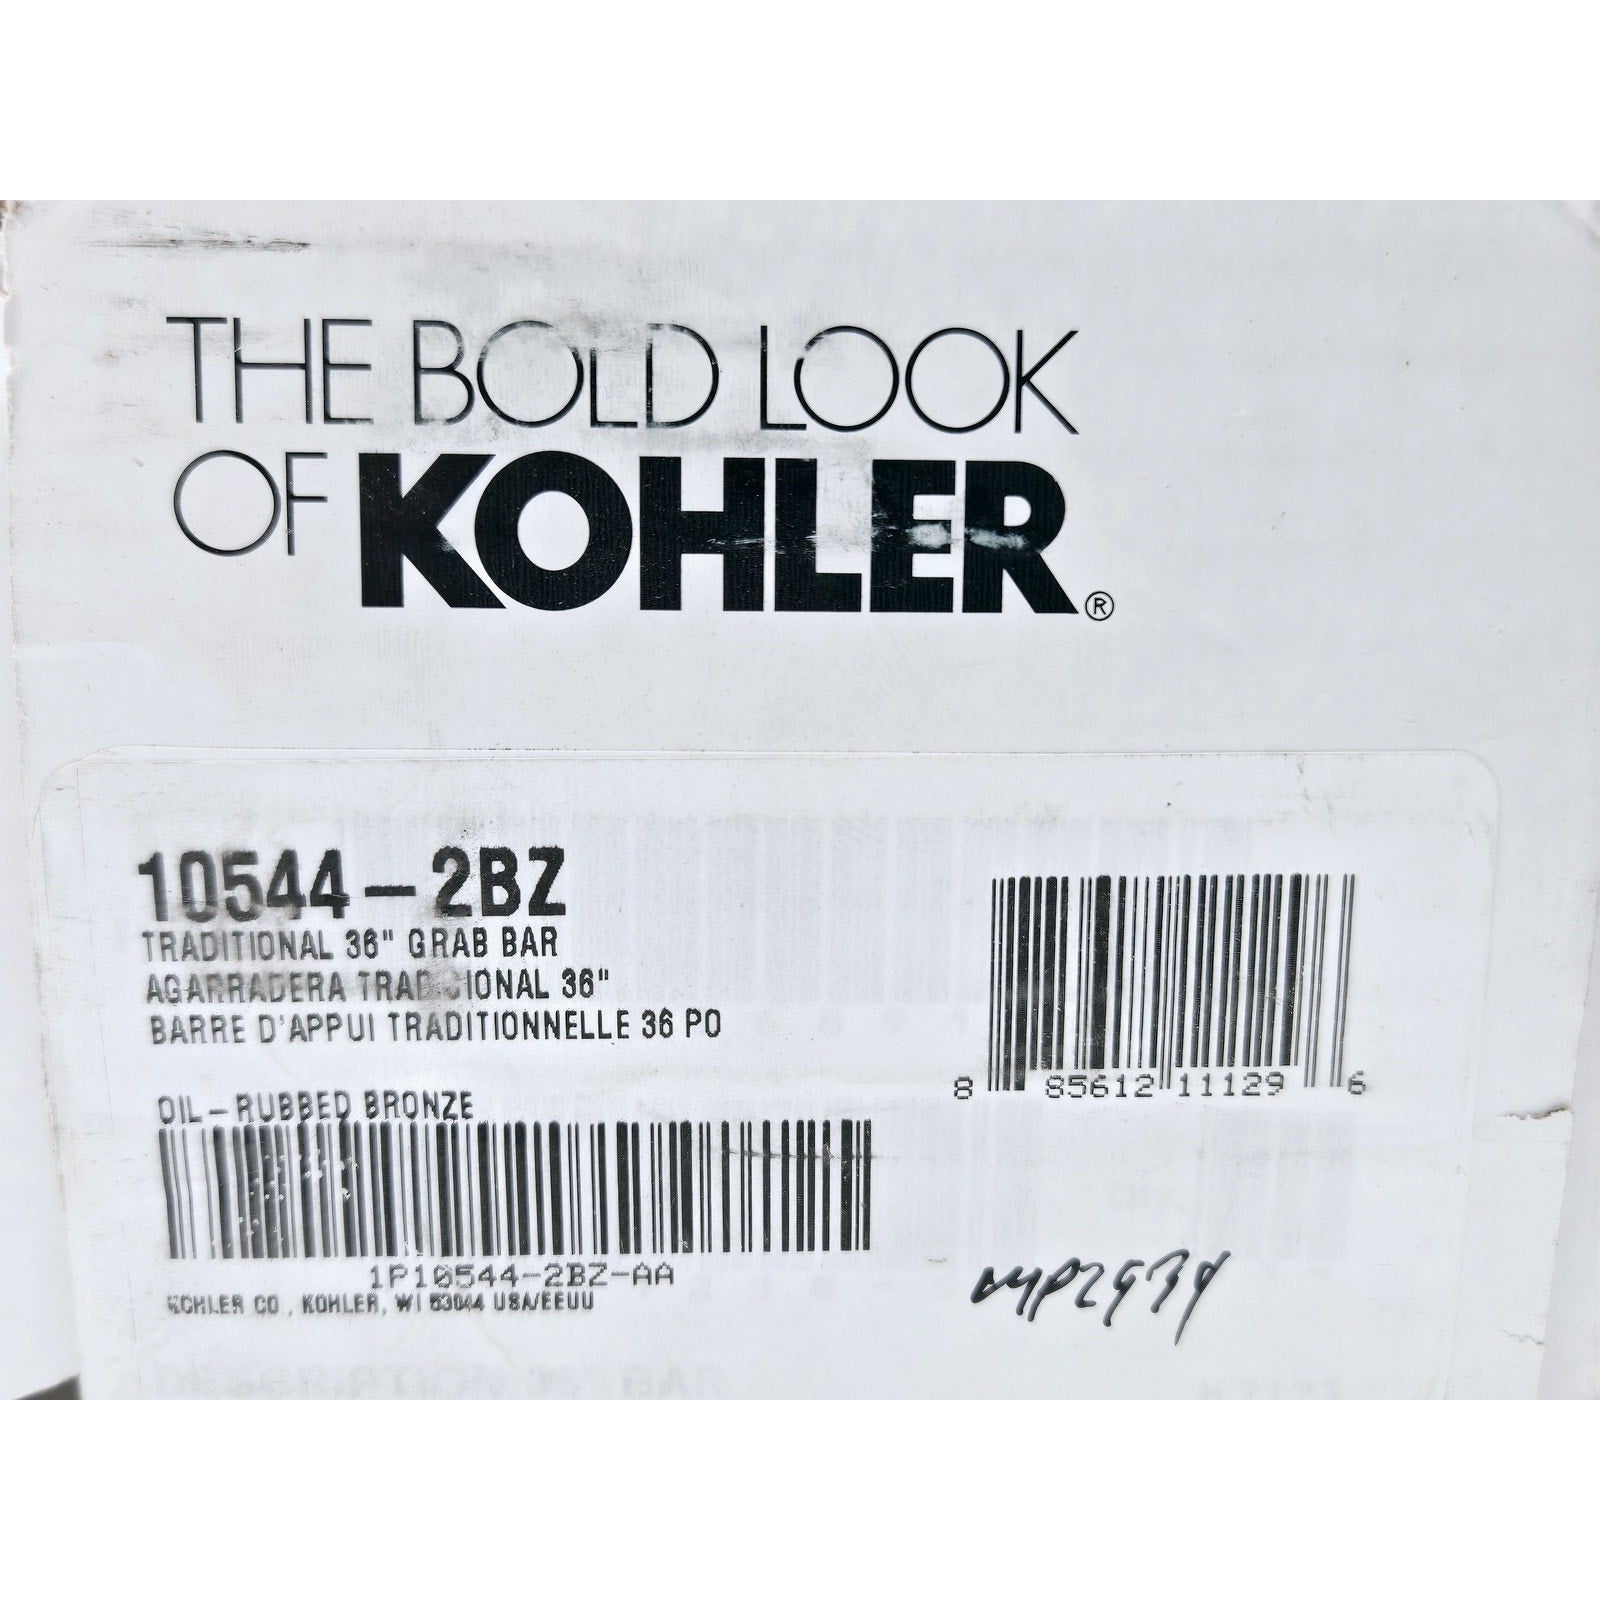 THE BOLD LOOK
OF KOHLER®
10544-2BZ
TRADITIONAL 36" GRAB BAR
AGARRADERA TRADICIONAL 36"
BARRE D'APPUI TRADITIONNELLE 36 PO
OIL-RUBBED BRONZE
8 85612 11129 6
1P10544-2BZ-AA
KOHLER CO., KOHLER, WI 53044 USA/EEUU